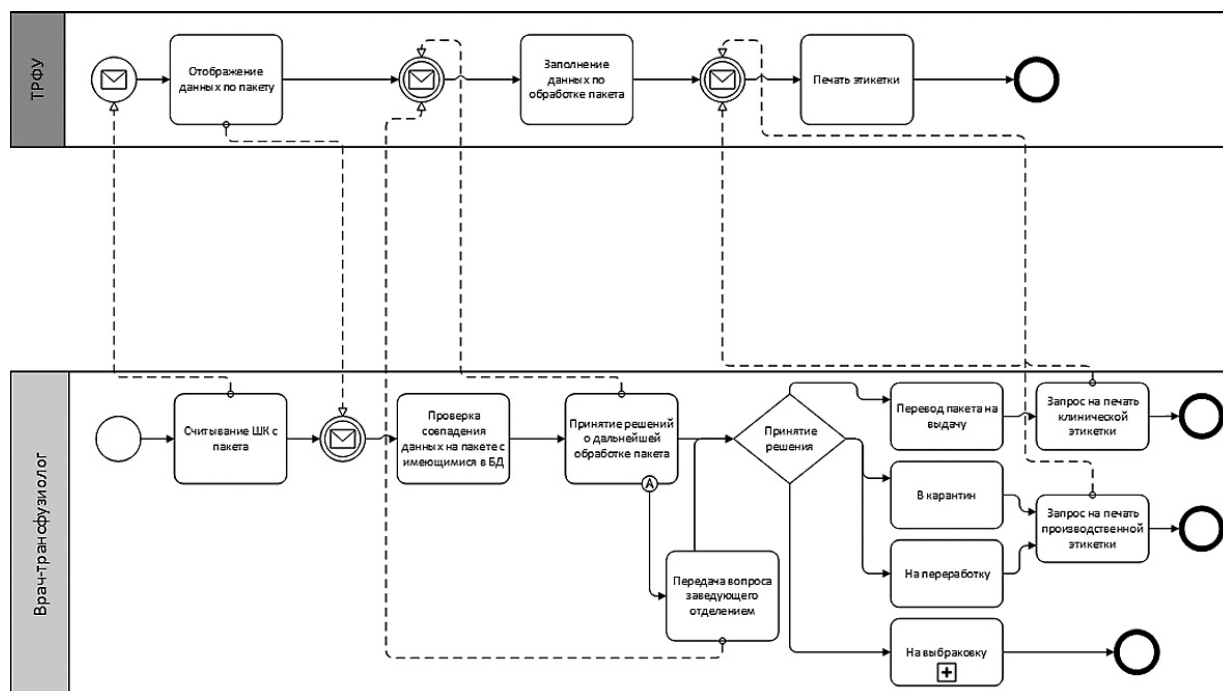 ТРФУ
Отображение
данных по пакету
Заполнение
данных по
обработке пакета
Печать этикетки
Врач-трансфузиолог
Считывание ШК с
пакета
Проверка
совпадения
данных на пакете с
имеющимися в БД
Принятие решений
о дальнейшей
обработке пакета
A
Передача вопроса
заведующего
отделением
Принятие
решения
Перевод пакета на
выдачу
Запрос на печать
клинической
этикетки
В карантин
Запрос на печать
производственной
этикетки
На переработку
На выбраковку